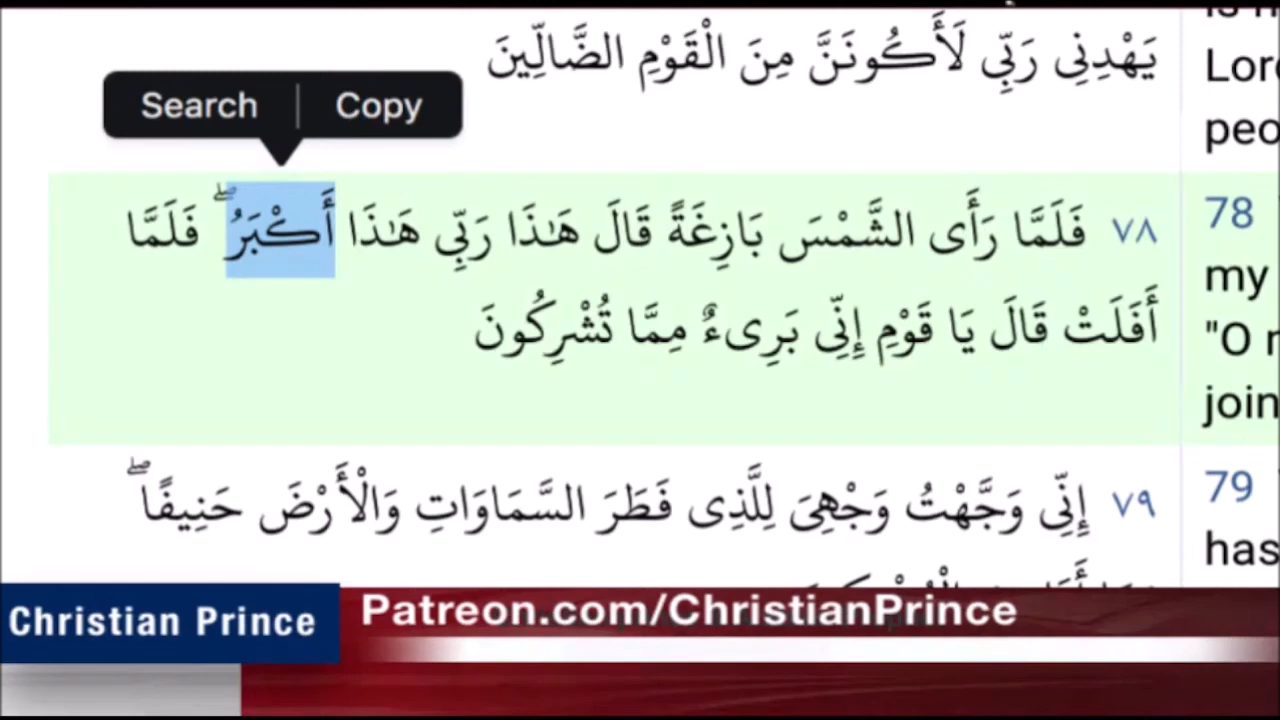 يَهْدِنِى رَبِّى لَأَكُونَنَّ مِنَ الْقَوْمِ الضَّالِّينَ
Lord
peo
Search | Copy
٧٨ فَلَمَّا رَأَى الشَّمْسَ بَازِغَةً قَالَ هَـٰذَا رَبِّى هَـٰذَا أَكْبَرُ ۖ فَلَمَّا
أَفَلَتْ قَالَ يَا قَوْمِ إِنِّى بَرِىءٌ مِمَّا تُشْرِكُونَ
78
my
"O
join
٧٩ إِنِّى وَجَّهْتُ وَجْهِىَ لِلَّذِى فَطَرَ السَّمَاوَاتِ وَالْأَرْضَ حَنِيفًا ۖ
79
has
Christian Prince
Patreon.com/ChristianPrince